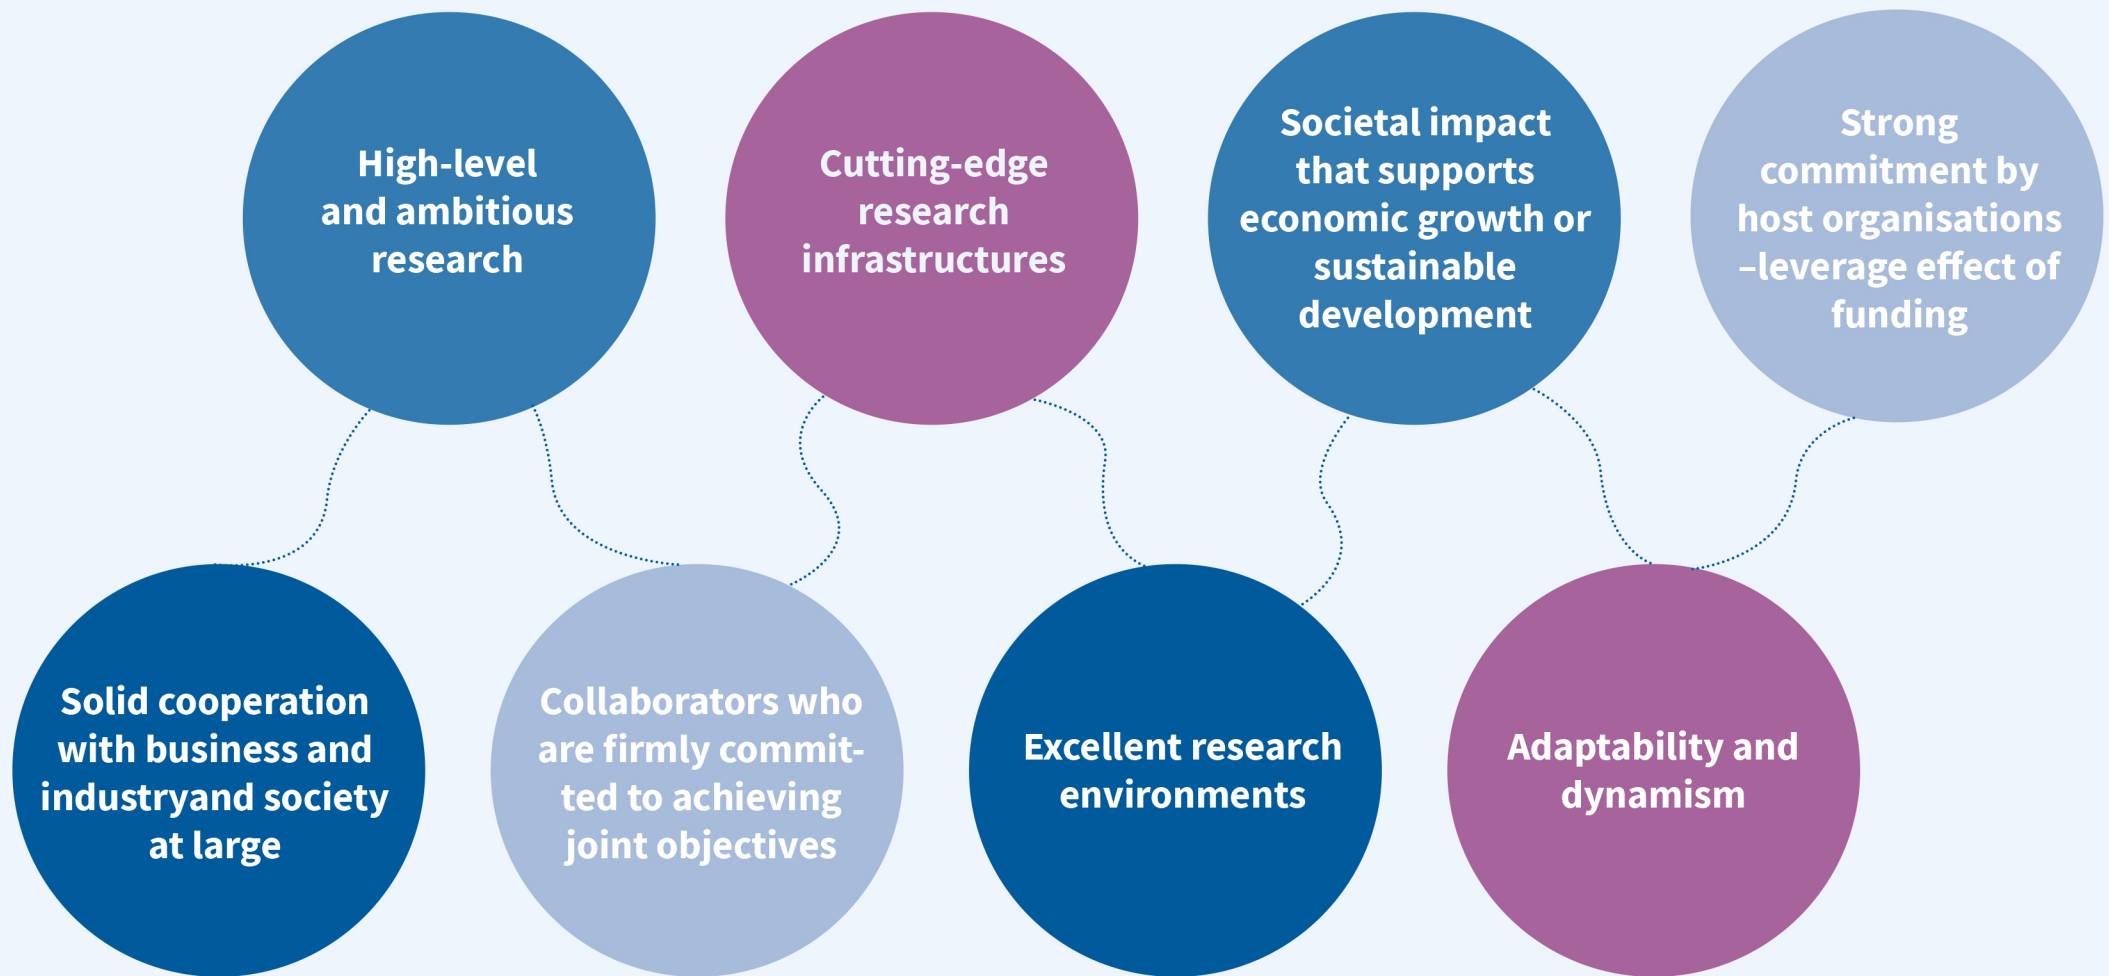 High-level
and ambitious
research
Cutting-edge
research
infrastructures
Societal impact
that supports
economic growth or
sustainable
development
Strong
commitment by
host organisations
–leverage effect of
funding
Solid cooperation
with business and
industryand society
at large
Collaborators who
are firmly commit-
ted to achieving
joint objectives
Excellent research
environments
Adaptability and
dynamism